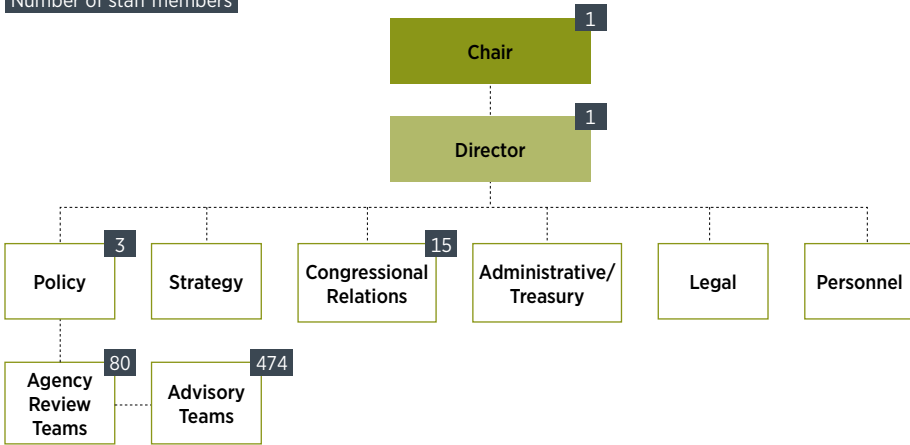 Number of staff members
1
Chair
1
Director
3
Policy
Strategy
15
Congressional
Relations
Administrative/
Treasury
Legal
Personnel
80
Agency
Review
Teams
474
Advisory
Teams